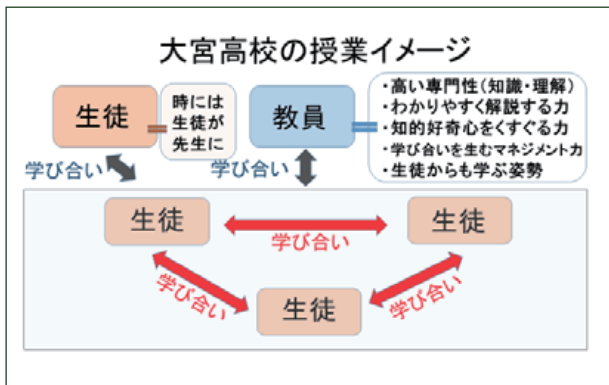 大宮高校の授業イメージ
生徒
時には
生徒が
先生に
教員
・高い専門性（知識・理解）
・わかりやすく解説する力
・知的好奇心をくすぐる力
・学び合いを生むマネジメント力
・生徒からも学ぶ姿勢
学び合い
学び合い
生徒
学び合い
生徒
学び合い
学び合い
生徒